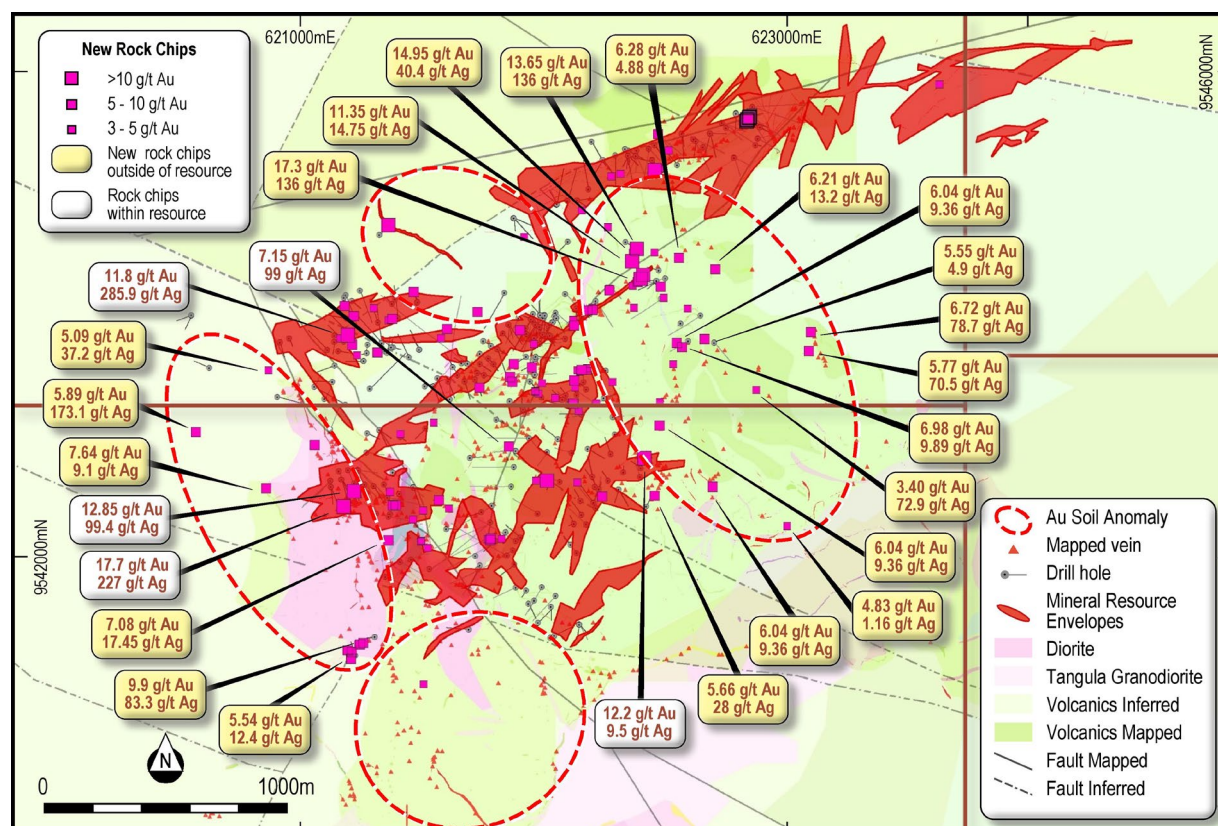 621000mE
623000mE
9546000mN
9542000mN
New Rock Chips
>10 g/t Au
5 - 10 g/t Au
3 - 5 g/t Au
New rock chips
outside of resource
Rock chips
within resource
14.95 g/t Au
40.4 g/t Ag
13.65 g/t Au
136 g/t Ag
6.28 g/t Au
4.88 g/t Ag
11.35 g/t Au
14.75 g/t Ag
17.3 g/t Au
136 g/t Ag
6.21 g/t Au
13.2 g/t Ag
6.04 g/t Au
9.36 g/t Ag
7.15 g/t Au
99 g/t Ag
5.55 g/t Au
4.9 g/t Ag
11.8 g/t Au
285.9 g/t Ag
6.72 g/t Au
78.7 g/t Ag
5.09 g/t Au
37.2 g/t Ag
5.77 g/t Au
70.5 g/t Ag
5.89 g/t Au
173.1 g/t Ag
6.98 g/t Au
9.89 g/t Ag
7.64 g/t Au
9.1 g/t Ag
3.40 g/t Au
72.9 g/t Ag
12.85 g/t Au
99.4 g/t Ag
6.04 g/t Au
9.36 g/t Ag
17.7 g/t Au
227 g/t Ag
4.83 g/t Au
1.16 g/t Ag
7.08 g/t Au
17.45 g/t Ag
6.04 g/t Au
9.36 g/t Ag
9.9 g/t Au
83.3 g/t Ag
5.66 g/t Au
28 g/t Ag
5.54 g/t Au
12.4 g/t Ag
12.2 g/t Au
9.5 g/t Ag
Au Soil Anomaly
Mapped vein
Drill hole
Mineral Resource
Envelopes
Diorite
Tangula Granodiorite
Volcanics Inferred
Volcanics Mapped
Fault Mapped
Fault Inferred
N
0
1000m